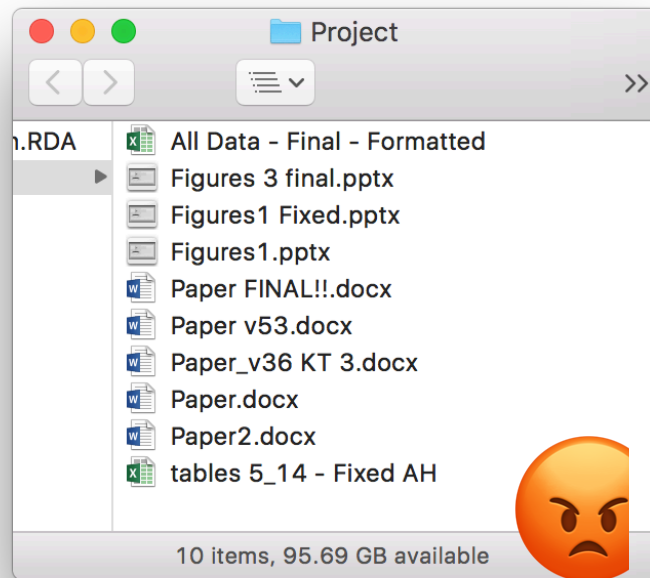 Project
n.RDA
All Data - Final - Formatted
Figures 3 final.pptx
Figures1 Fixed.pptx
Figures1.pptx
Paper FINAL!!.docx
Paper v53.docx
Paper_v36 KT 3.docx
Paper.docx
Paper2.docx
tables 5_14 - Fixed AH
10 items, 95.69 GB available